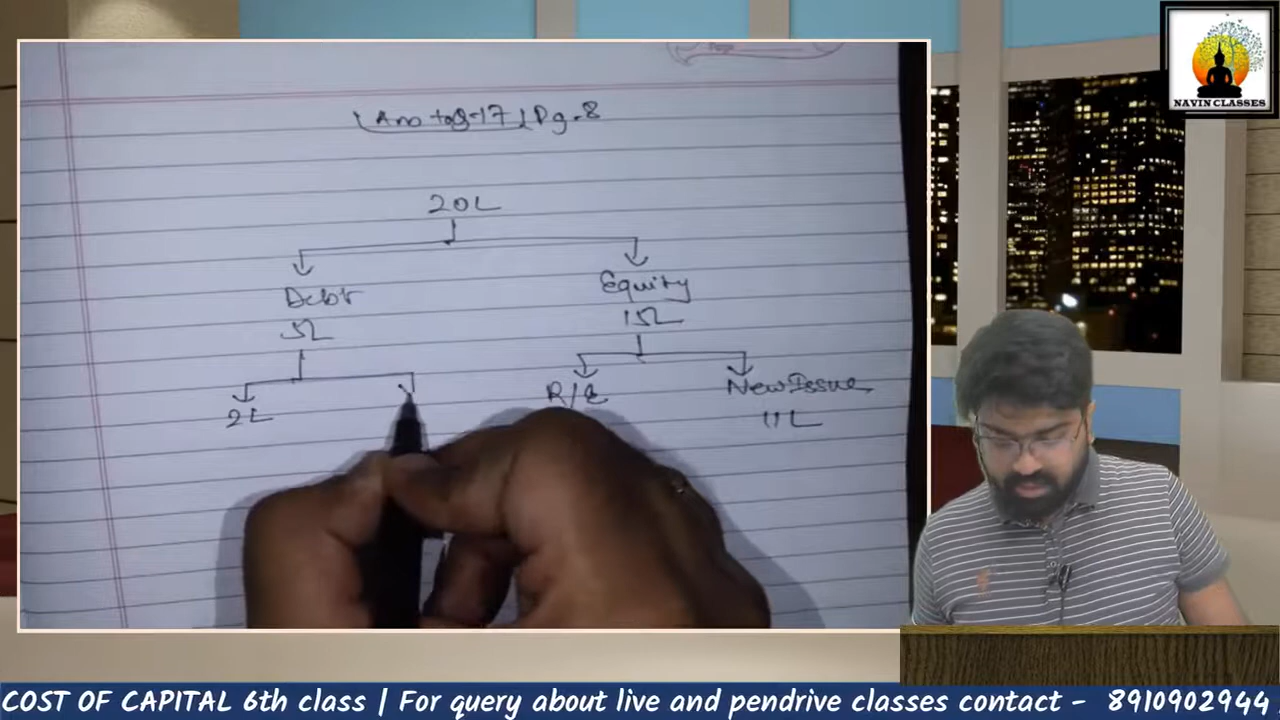 Ans to Q-17 | Pg-8
20L
Debt
5L
Equity
15L
2L
R/E
New Issue
11L
NAVIN CLASSES
COST OF CAPITAL 6th class | For query about live and pendrive classes contact - 8910902944